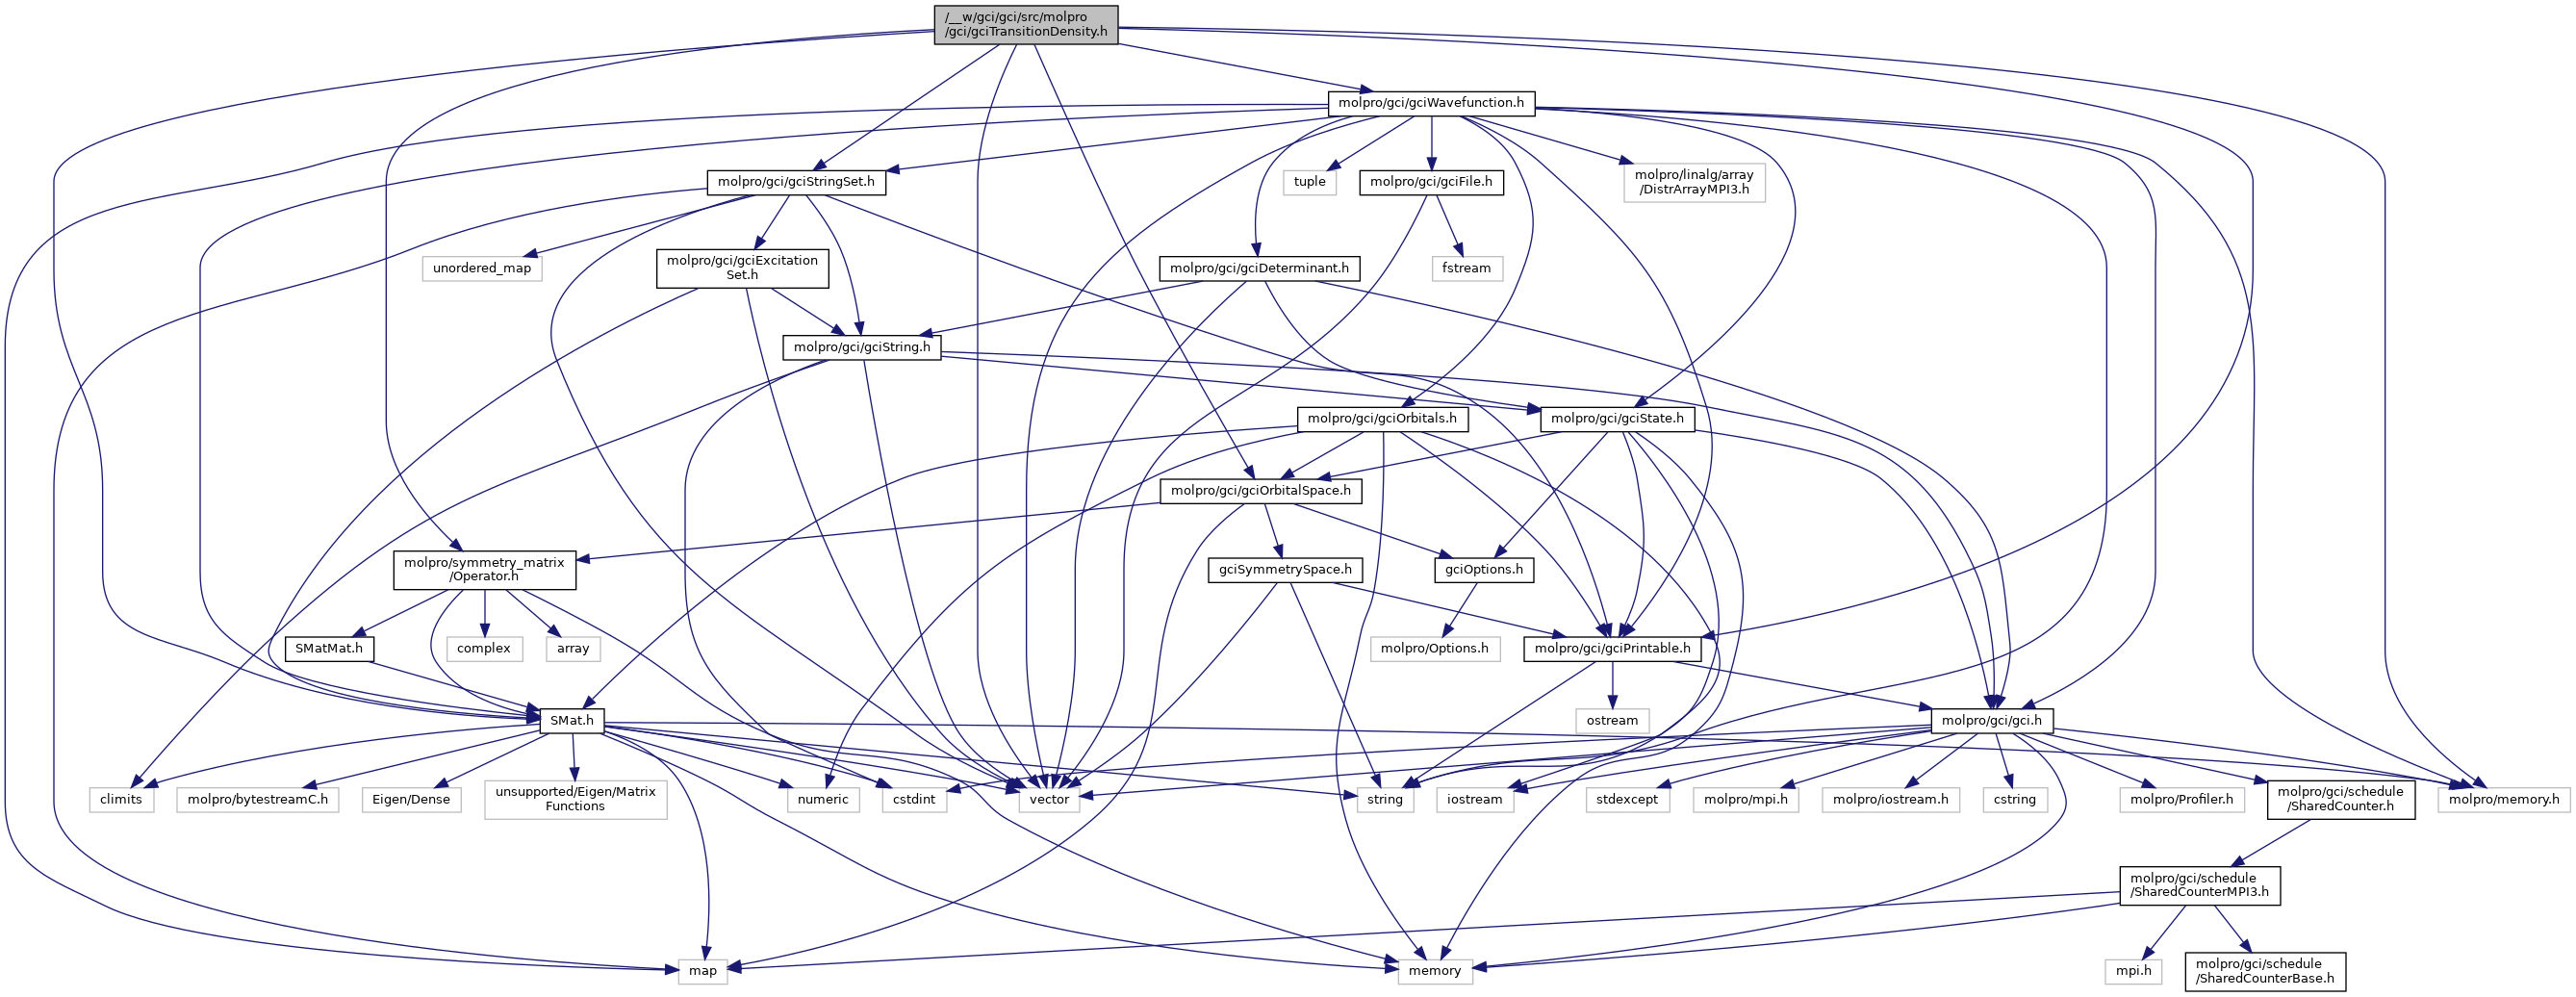 /__w/gci/gci/src/molpro
/gci/gciTransitionDensity.h
molpro/gci/gciWavefunction.h
molpro/gci/gciStringSet.h
tuple
molpro/gci/gciFile.h
molpro/linalg/array
/DistrArrayMPI3.h
unordered_map
molpro/gci/gciExcitation
Set.h
molpro/gci/gciDeterminant.h
fstream
molpro/gci/gciString.h
molpro/gci/gciOrbitals.h
molpro/gci/gciState.h
molpro/gci/gciOrbitalSpace.h
molpro/symmetry_matrix
/Operator.h
gciSymmetrySpace.h
gciOptions.h
SMatMat.h
complex
array
molpro/Options.h
molpro/gci/gciPrintable.h
SMat.h
ostream
molpro/gci/gci.h
climits
molpro/bytestreamC.h
Eigen/Dense
unsupported/Eigen/Matrix
Functions
numeric
cstdint
vector
string
iostream
stdexcept
molpro/mpi.h
molpro/iostream.h
cstring
molpro/Profiler.h
molpro/gci/schedule
/SharedCounter.h
molpro/memory.h
molpro/gci/schedule
/SharedCounterMPI3.h
map
memory
mpi.h
molpro/gci/schedule
/SharedCounterBase.h